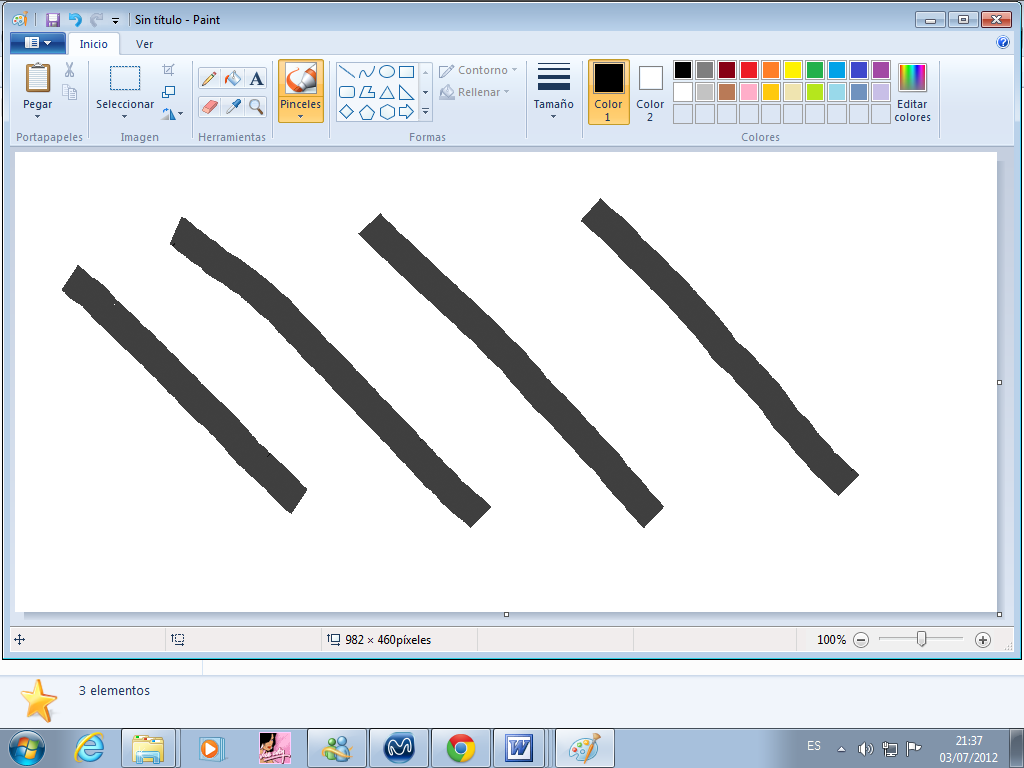 Sin título - Paint
Inicio Ver
Pegar
Portapapeles
Seleccionar
Imagen
A
Herramientas
Pinceles
Contorno
Rellenar
Formas
Tamaño
Color 1
Color 2
Editar colores
Colores
982 × 460píxeles
100%
3 elementos
W
ES
21:37
03/07/2012